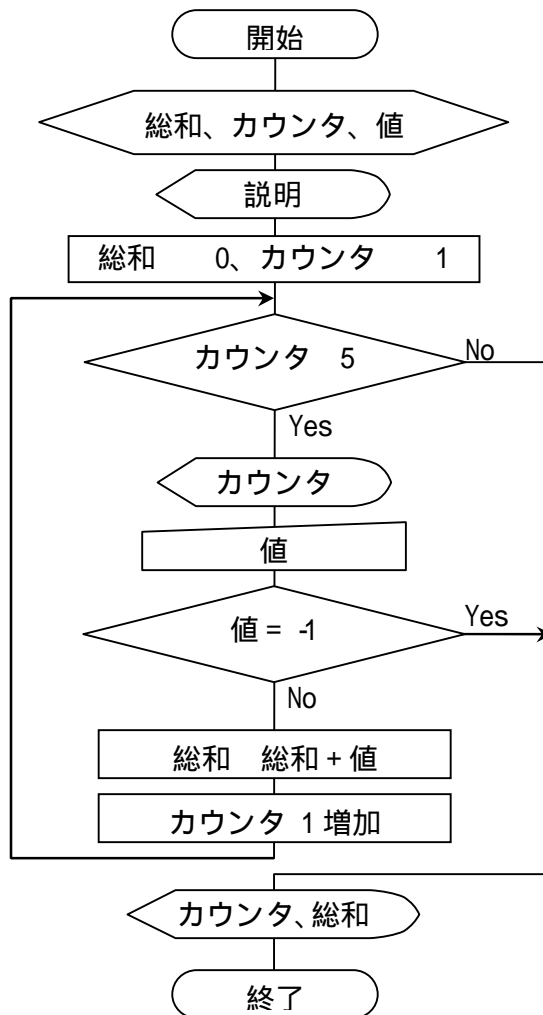 開始
総和、カウンタ、値
説明
総和 0、カウンタ 1
カウンタ 5
No
Yes
カウンタ
値
値 = -1
Yes
No
総和 総和 + 値
カウンタ 1 増加
カウンタ、総和
終了